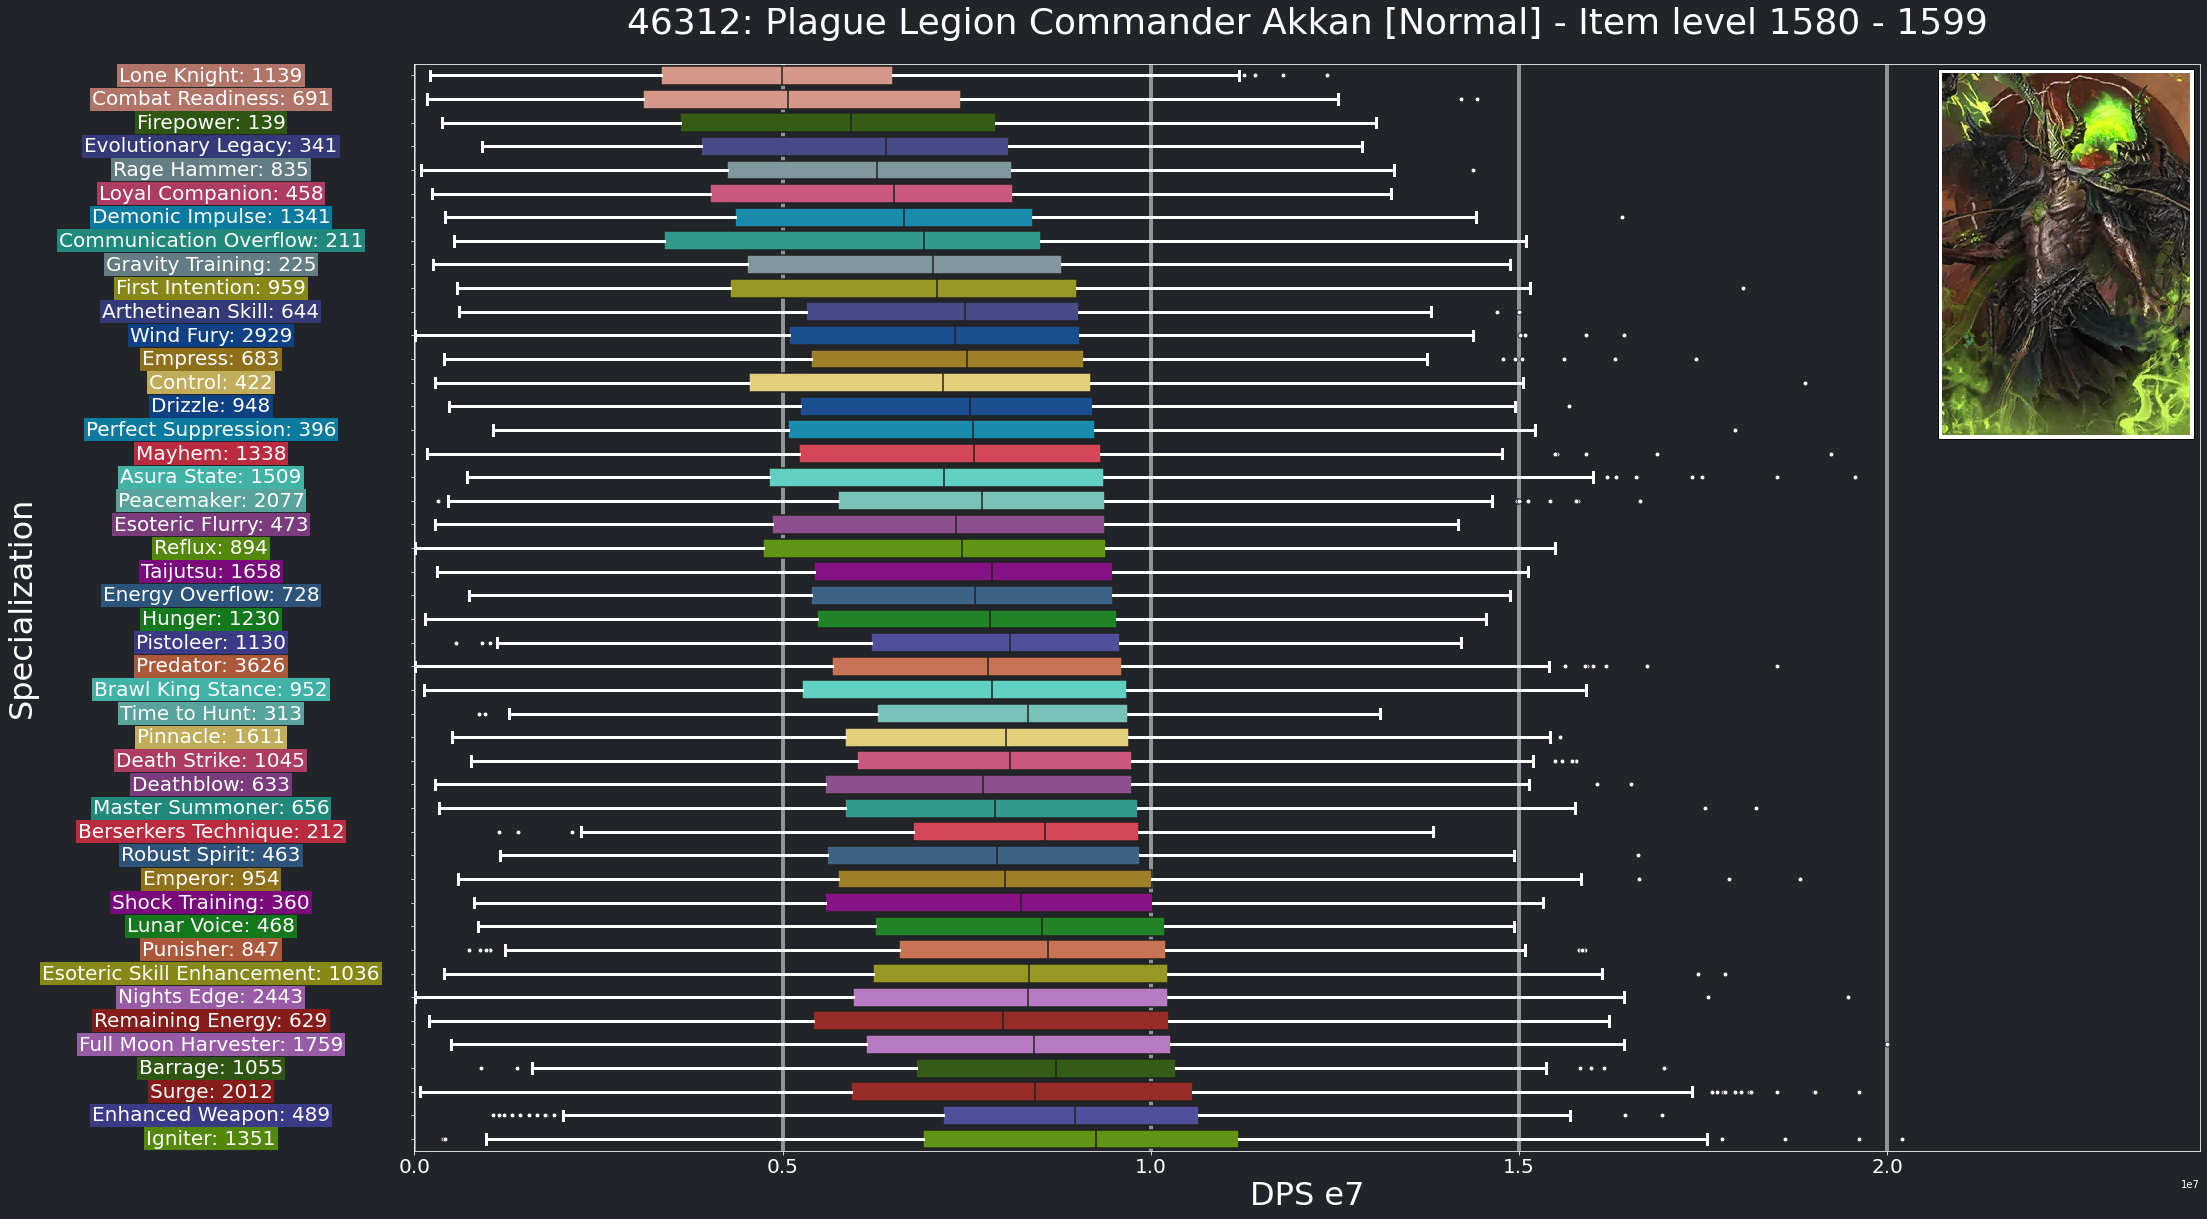 46312: Plague Legion Commander Akkan [Normal] - Item level 1580 - 1599
Specialization
Lone Knight: 1139
Combat Readiness: 691
Firepower: 139
Evolutionary Legacy: 341
Rage Hammer: 835
Loyal Companion: 458
Demonic Impulse: 1341
Communication Overflow: 211
Gravity Training: 225
First Intention: 959
Arthetinean Skill: 644
Wind Fury: 2929
Empress: 683
Control: 422
Drizzle: 948
Perfect Suppression: 396
Mayhem: 1338
Asura State: 1509
Peacemaker: 2077
Esoteric Flurry: 473
Reflux: 894
Taijutsu: 1658
Energy Overflow: 728
Hunger: 1230
Pistoleer: 1130
Predator: 3626
Brawl King Stance: 952
Time to Hunt: 313
Pinnacle: 1611
Death Strike: 1045
Deathblow: 633
Master Summoner: 656
Berserkers Technique: 212
Robust Spirit: 463
Emperor: 954
Shock Training: 360
Lunar Voice: 468
Punisher: 847
Esoteric Skill Enhancement: 1036
Nights Edge: 2443
Remaining Energy: 629
Full Moon Harvester: 1759
Barrage: 1055
Surge: 2012
Enhanced Weapon: 489
Igniter: 1351
0.0 0.5 1.0 1.5 2.0
DPS e7
1e7